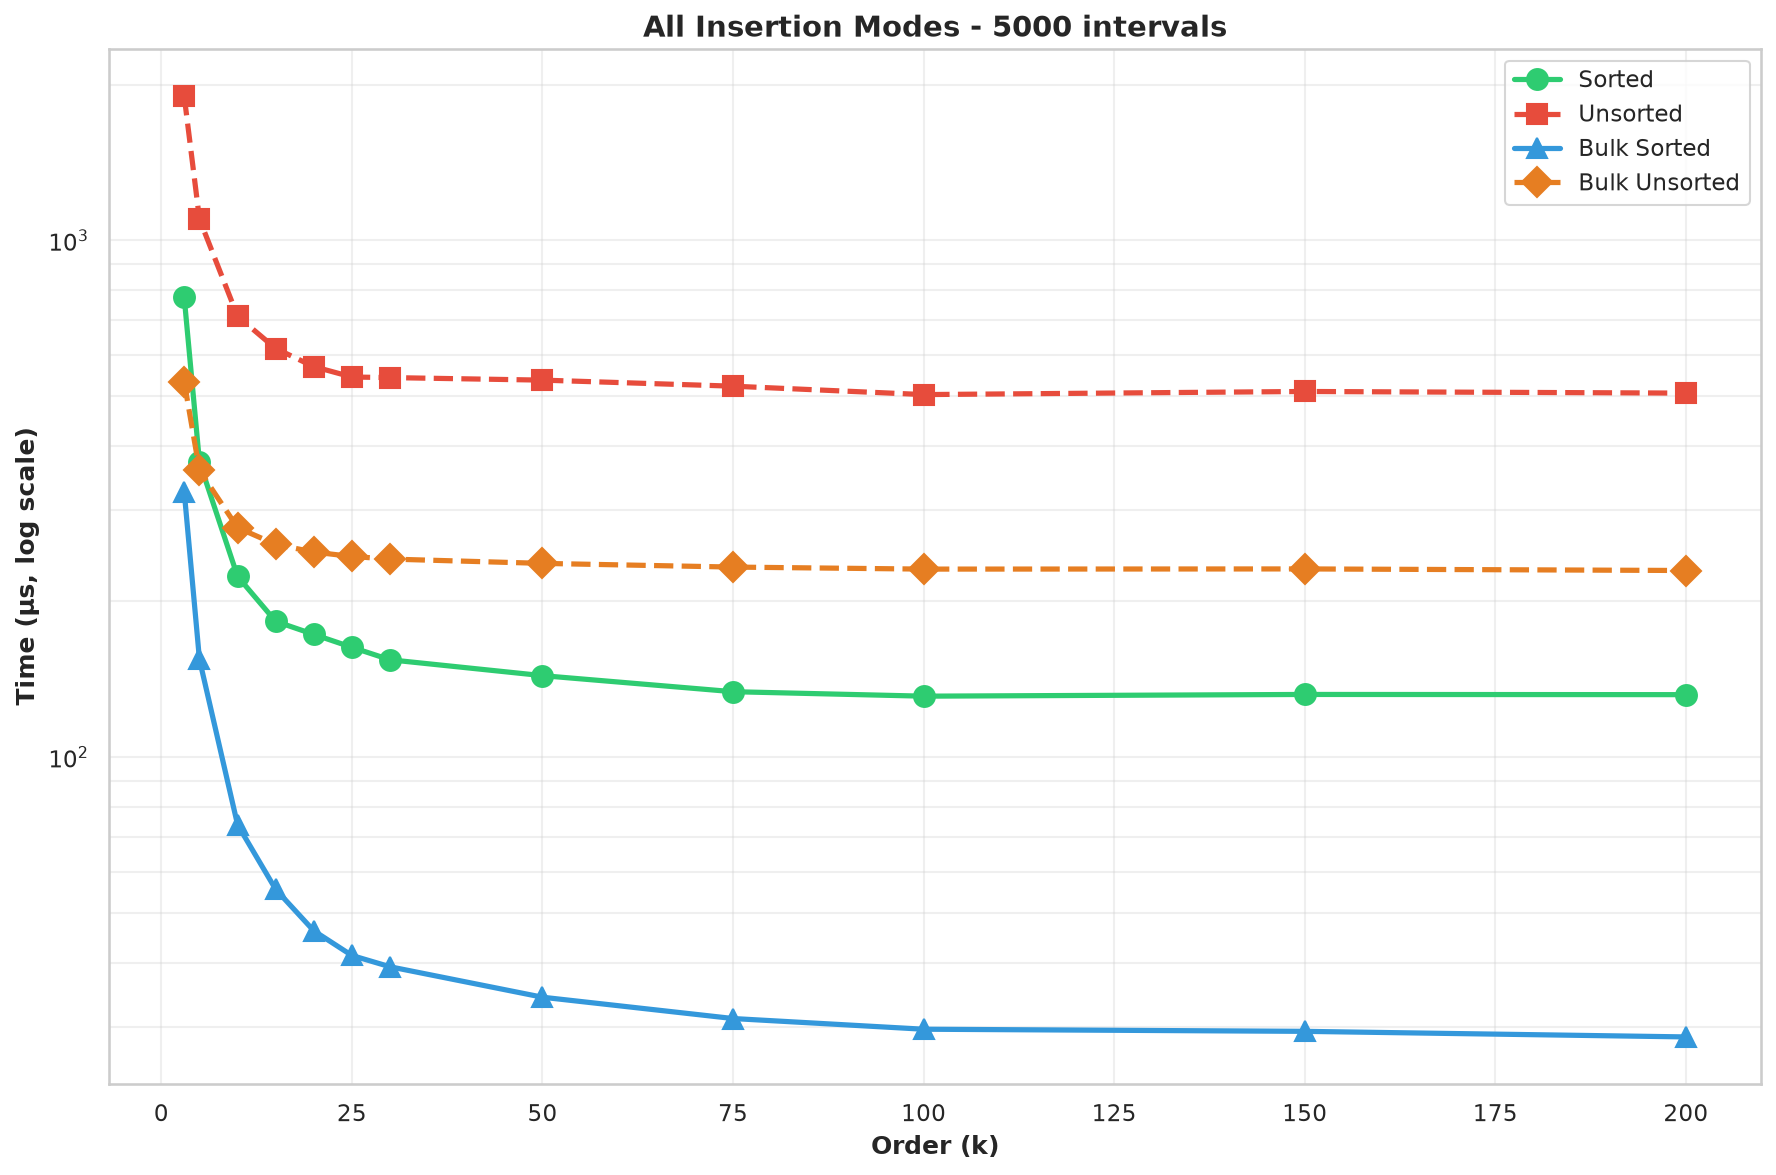 All Insertion Modes - 5000 intervals
Sorted
Unsorted
Bulk Sorted
Bulk Unsorted
Time (µs, log scale)
10³
10²
0 25 50 75 100 125 150 175 200
Order (k)